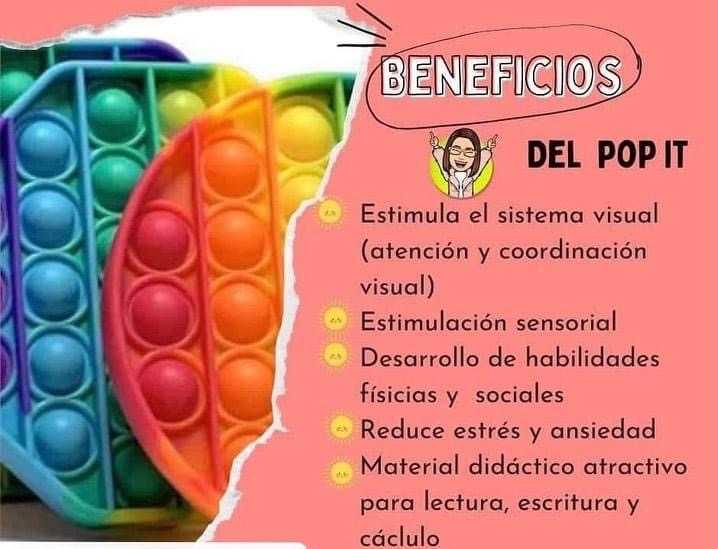 BENEFICIOS
DEL POP IT
Estimula el sistema visual
(atención y coordinación
visual)
Estimulación sensorial
Desarrollo de habilidades
físicias y sociales
Reduce estrés y ansiedad
Material didáctico atractivo
para lectura, escritura y
cáclulo